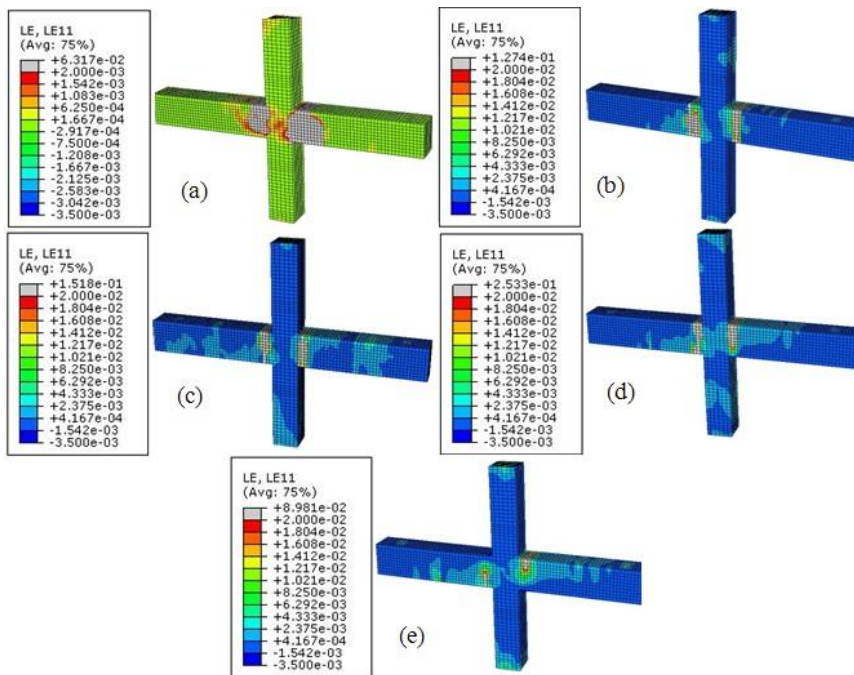 LE, LE11
(Avg: 75%)
+6.317e-02
+2.000e-03
+1.542e-03
+1.083e-03
+6.250e-04
+1.667e-04
-2.917e-04
-7.500e-04
-1.208e-03
-1.667e-03
-2.125e-03
-2.583e-03
-3.042e-03
-3.500e-03
(a)
LE, LE11
(Avg: 75%)
+1.274e-01
+2.000e-02
+1.804e-02
+1.608e-02
+1.412e-02
+1.217e-02
+1.021e-02
+8.250e-03
+6.292e-03
+4.333e-03
+2.375e-03
+4.167e-04
-1.542e-03
-3.500e-03
(b)
LE, LE11
(Avg: 75%)
+1.518e-01
+2.000e-02
+1.804e-02
+1.608e-02
+1.412e-02
+1.217e-02
+1.021e-02
+8.250e-03
+6.292e-03
+4.333e-03
+2.375e-03
+4.167e-04
-1.542e-03
-3.500e-03
(c)
LE, LE11
(Avg: 75%)
+2.533e-01
+2.000e-02
+1.804e-02
+1.608e-02
+1.412e-02
+1.217e-02
+1.021e-02
+8.250e-03
+6.292e-03
+4.333e-03
+2.375e-03
+4.167e-04
-1.542e-03
-3.500e-03
(d)
LE, LE11
(Avg: 75%)
+8.981e-02
+2.000e-02
+1.804e-02
+1.608e-02
+1.412e-02
+1.217e-02
+1.021e-02
+8.250e-03
+6.292e-03
+4.333e-03
+2.375e-03
+4.167e-04
-1.542e-03
-3.500e-03
(e)